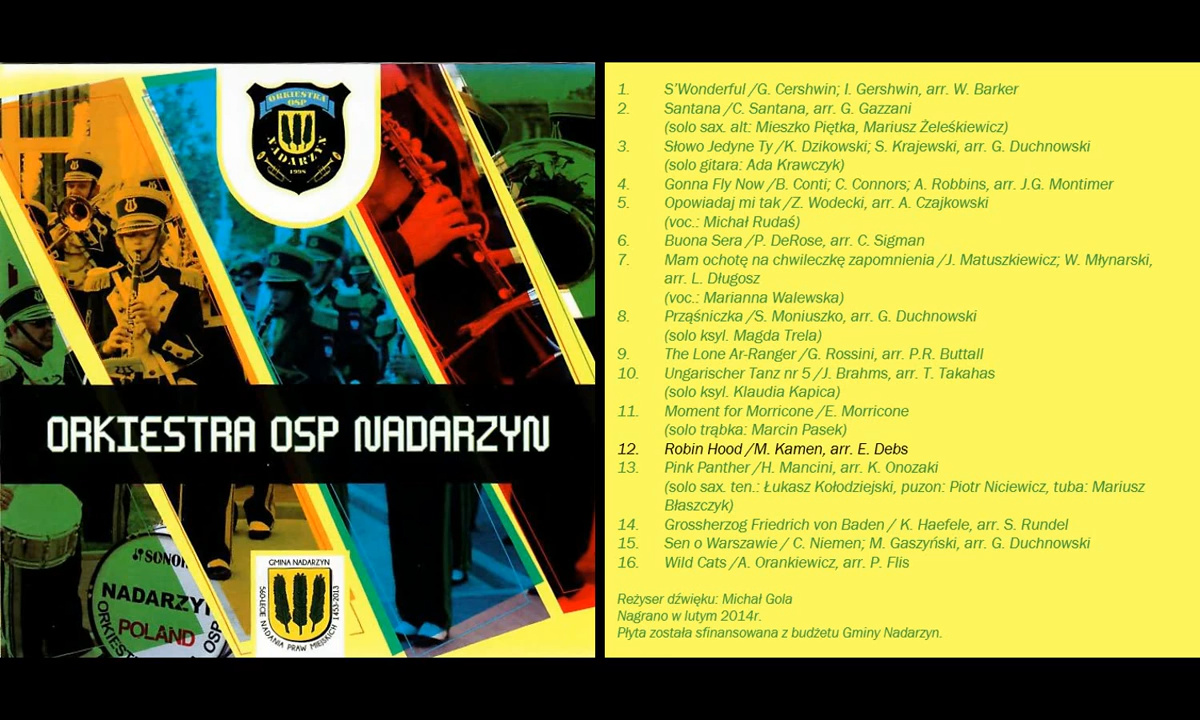 ORKIESTRA
OSP
NADARZYN
1998
ORKIESTRA OSP NADARZYN
SONOR
NADARZYN
POLAND
ORKIESTRA OSP
GMINA NADARZYN
560-LECIE NADANIA PRAW MIEJSKICH 1453-2013
1. S'Wonderful /G. Cershwin; I. Gershwin, arr. W. Barker
2. Santana /C. Santana, arr. G. Gazzani
(solo sax. alt: Mieszko Piętka, Mariusz Żeleśkiewicz)
3. Słowo Jedyne Ty /K. Dzikowski; S. Krajewski, arr. G. Duchnowski
(solo gitara: Ada Krawczyk)
4. Gonna Fly Now /B. Conti; C. Connors; A. Robbins, arr. J.G. Montimer
5. Opowiadaj mi tak /Z. Wodecki, arr. A. Czajkowski
(voc.: Michał Rudaś)
6. Buona Sera /P. DeRose, arr. C. Sigman
7. Mam ochotę na chwileczkę zapomnienia /J. Matuszkiewicz; W. Młynarski,
arr. L. Długosz
(voc.: Marianna Walewska)
8. Prząśniczka /S. Moniuszko, arr. G. Duchnowski
(solo ksyl. Magda Trela)
9. The Lone Ar-Ranger /G. Rossini, arr. P.R. Buttall
10. Ungarischer Tanz nr 5 /J. Brahms, arr. T. Takahas
(solo ksyl. Klaudia Kapica)
11. Moment for Morricone /E. Morricone
(solo trąbka: Marcin Pasek)
12. Robin Hood /M. Kamen, arr. E. Debs
13. Pink Panther /H. Mancini, arr. K. Onozaki
(solo sax. ten.: Łukasz Kołodziejski, puzon: Piotr Niciewicz, tuba: Mariusz
Błaszczyk)
14. Grossherzog Friedrich von Baden / K. Haefele, arr. S. Rundel
15. Sen o Warszawie / C. Niemen; M. Gaszyński, arr. G. Duchnowski
16. Wild Cats /A. Orankiewicz, arr. P. Flis
Reżyser dźwięku: Michał Gola
Nagrano w lutym 2014r.
Płyta została sfinansowana z budżetu Gminy Nadarzyn.